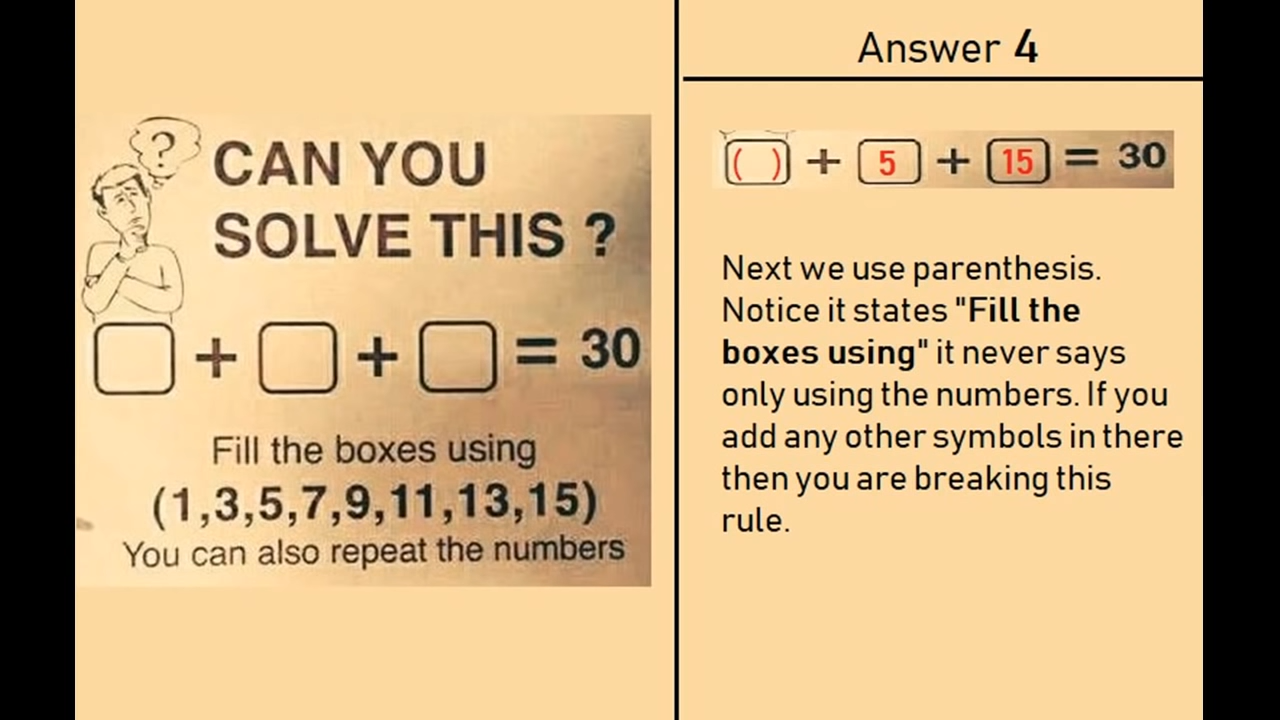 ?
CAN YOU
SOLVE THIS ?
□ + □ + □ = 30
Fill the boxes using
(1,3,5,7,9,11,13,15)
You can also repeat the numbers
Answer 4
( ) + 5 + 15 = 30
Next we use parenthesis.
Notice it states "Fill the
boxes using" it never says
only using the numbers. If you
add any other symbols in there
then you are breaking this
rule.